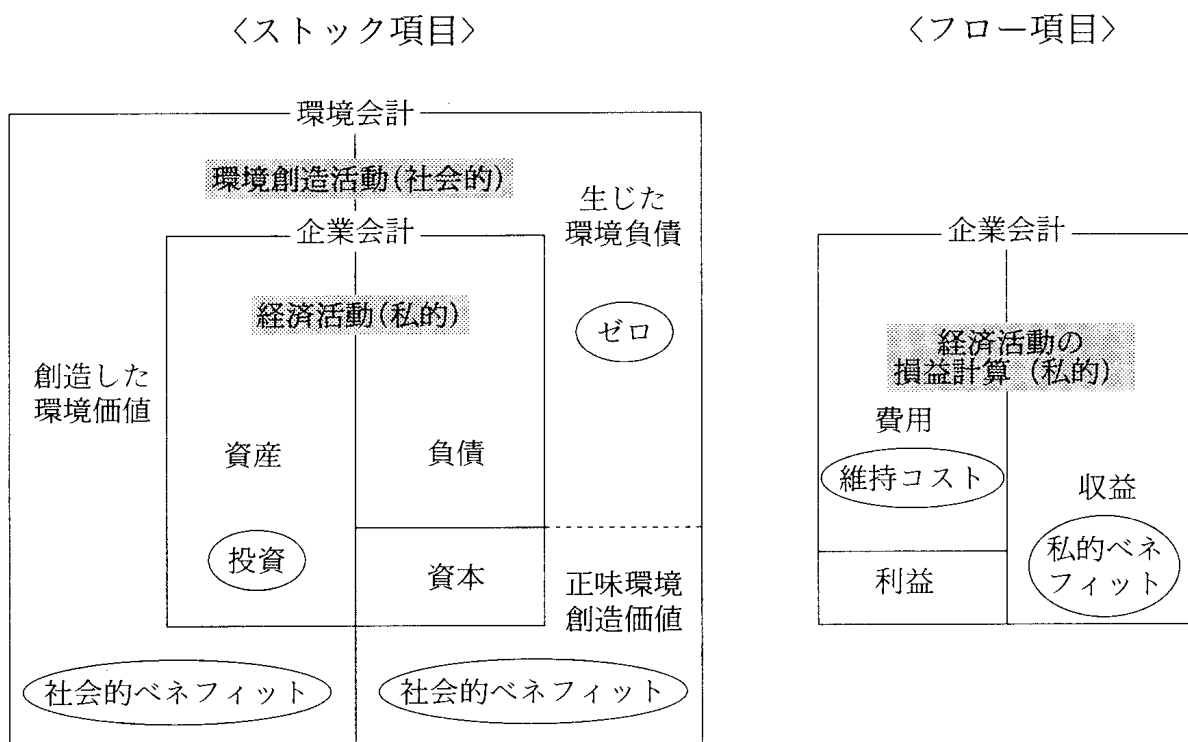 〈ストック項目〉
環境会計
環境創造活動(社会的)
生じた
環境負債
企業会計
経済活動(私的)
ゼロ
創造した
環境価値
資産
負債
投資
資本
正味環境
創造価値
社会的ベネフィット
社会的ベネフィット
〈フロー項目〉
企業会計
経済活動の
損益計算(私的)
費用
維持コスト
収益
私的ベネ
フィット
利益